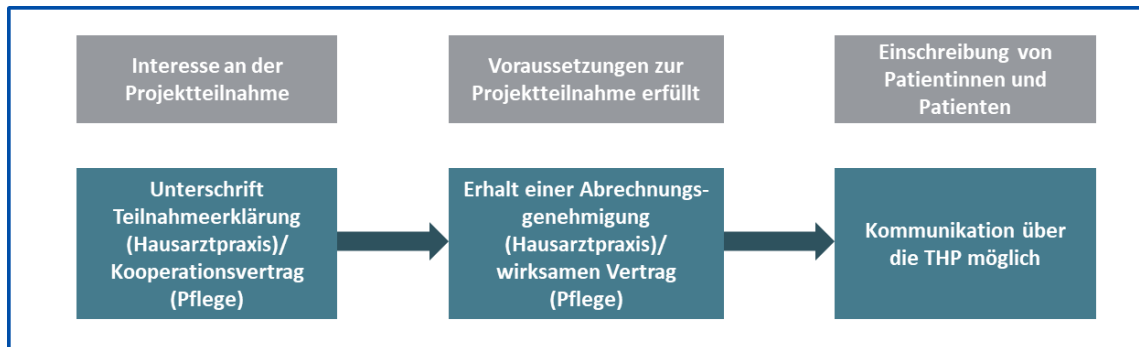 Interesse an der
Projektteilnahme
Voraussetzungen zur
Projektteilnahme erfüllt
Einschreibung von
Patientinnen und
Patienten
Unterschrift
Teilnahmeerklärung
(Hausarztpraxis)/
Kooperationsvertrag
(Pflege)
Erhalt einer Abrechnungs-
genehmigung
(Hausarztpraxis)/
wirksamen Vertrag
(Pflege)
Kommunikation über
die THP möglich